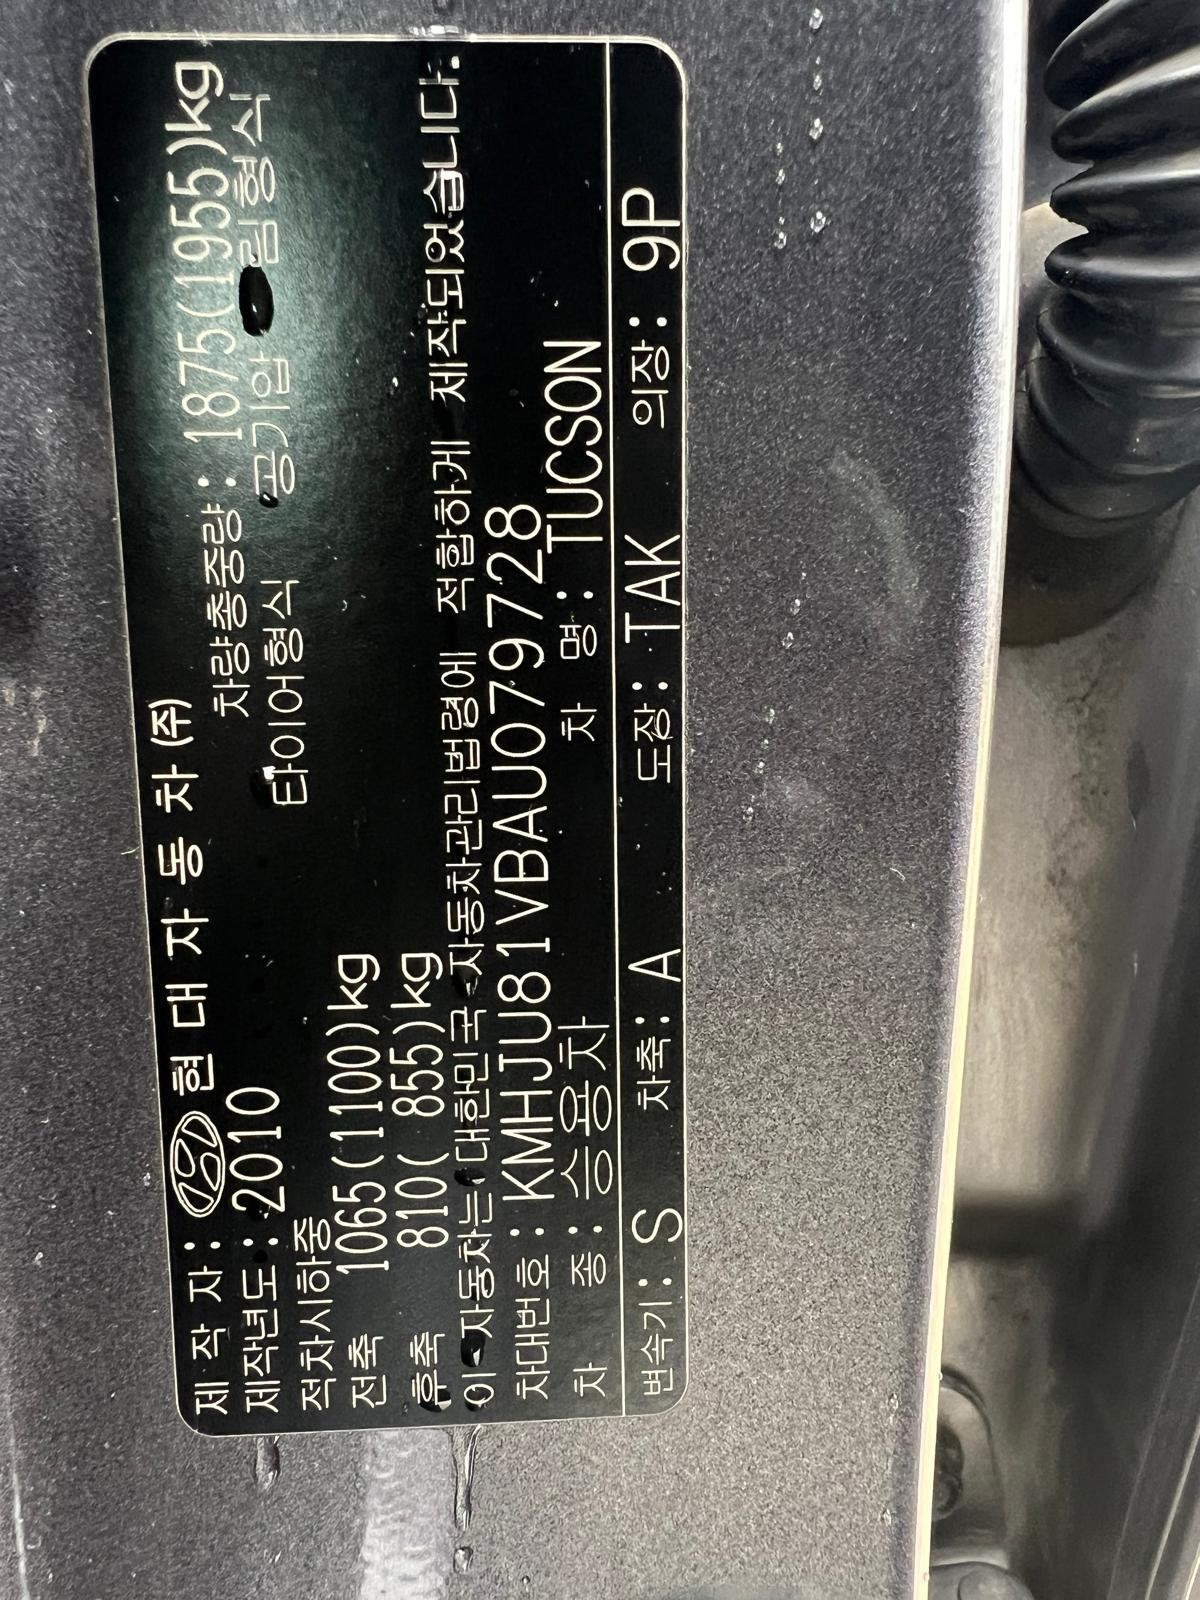 제 작 자 : 현 대 자 동 차 (주)
제작년도 : 2010 차량총중량 : 1875(1955)kg
적차시하중 타이어형식 공기압 림형식
전축 1065(1100)kg
후축 810( 855)kg
이 자동차는 대한민국 자동차관리법령에 적합하게 제작되었습니다.
차대번호 : KMHJU81VBAU079728
차 종 : 승용차 차 명 : TUCSON
변속기 : S 차축 : A 도장 : TAK 의장 : 9P